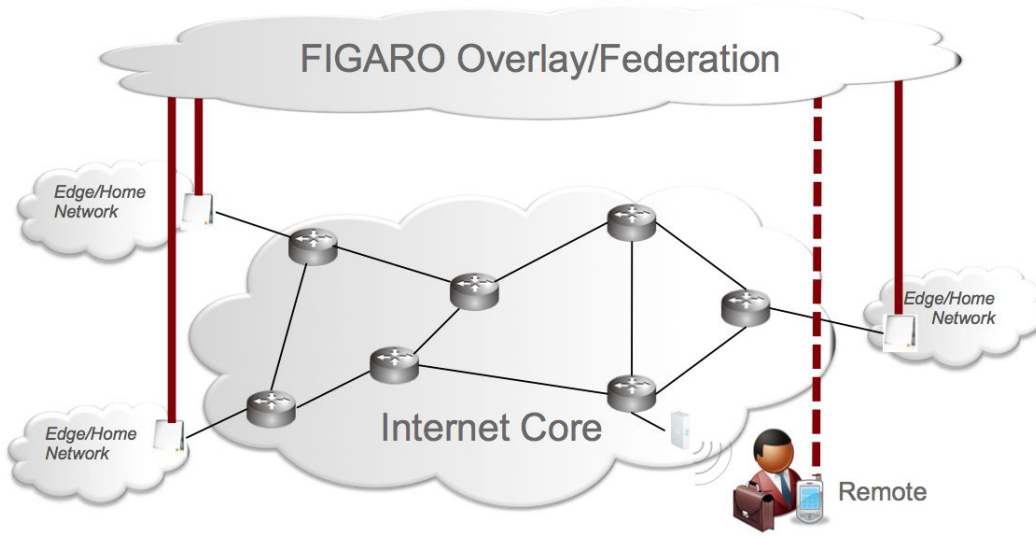 FIGARO Overlay/Federation
Edge/Home
Network
Edge/Home
Network
Edge/Home
Network
Internet Core
Remote